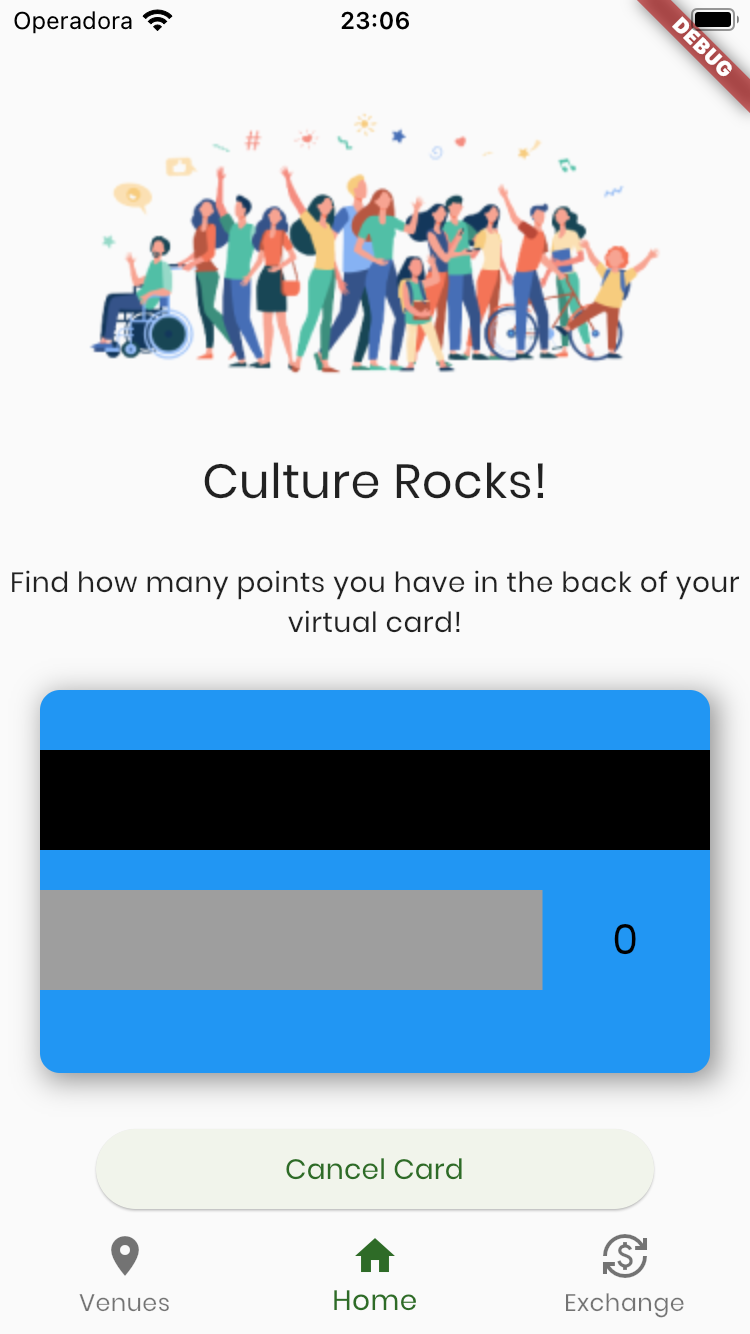 Operadora
23:06
DEBUG
#
Culture Rocks!
Find how many points you have in the back of your
virtual card!
0
Cancel Card
Venues
Home
Exchange